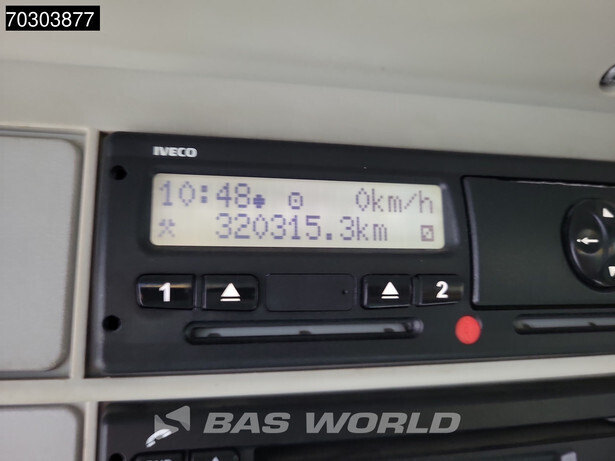 70303877
IVECO
10:48 0km/h
320315.3km
1 2
BAS WORLD